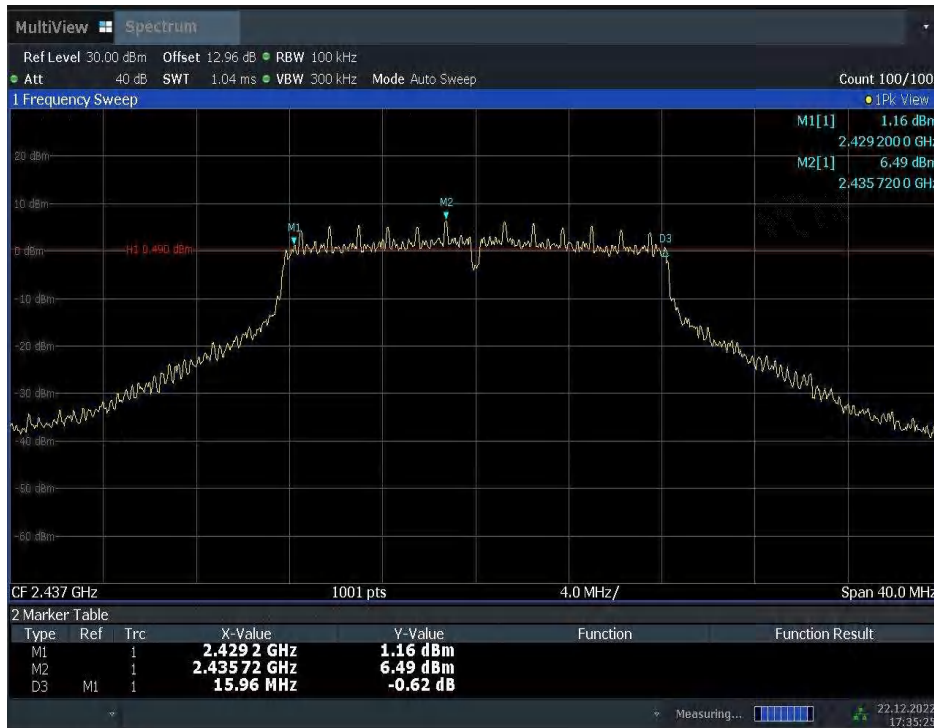 MultiView Spectrum
Ref Level 30.00 dBm Offset 12.96 dB RBW 100 kHz
Att 40 dB SWT 1.04 ms VBW 300 kHz Mode Auto Sweep Count 100/100
1 Frequency Sweep 1Pk View
M1[1] 1.16 dBm
2.429 200 0 GHz
M2[1] 6.49 dBm
2.435 720 0 GHz
20 dBm
10 dBm
M2
M1
D3
0 dBm
H1 0.490 dBm
-10 dBm
-20 dBm
-30 dBm
-40 dBm
-50 dBm
-60 dBm
CF 2.437 GHz 1001 pts 4.0 MHz/ Span 40.0 MHz
2 Marker Table
Type Ref Trc X-Value Y-Value Function Function Result
M1 1 2.429 2 GHz 1.16 dBm
M2 1 2.435 72 GHz 6.49 dBm
D3 M1 1 15.96 MHz -0.62 dB
Measuring... 22.12.2022
17:35:25